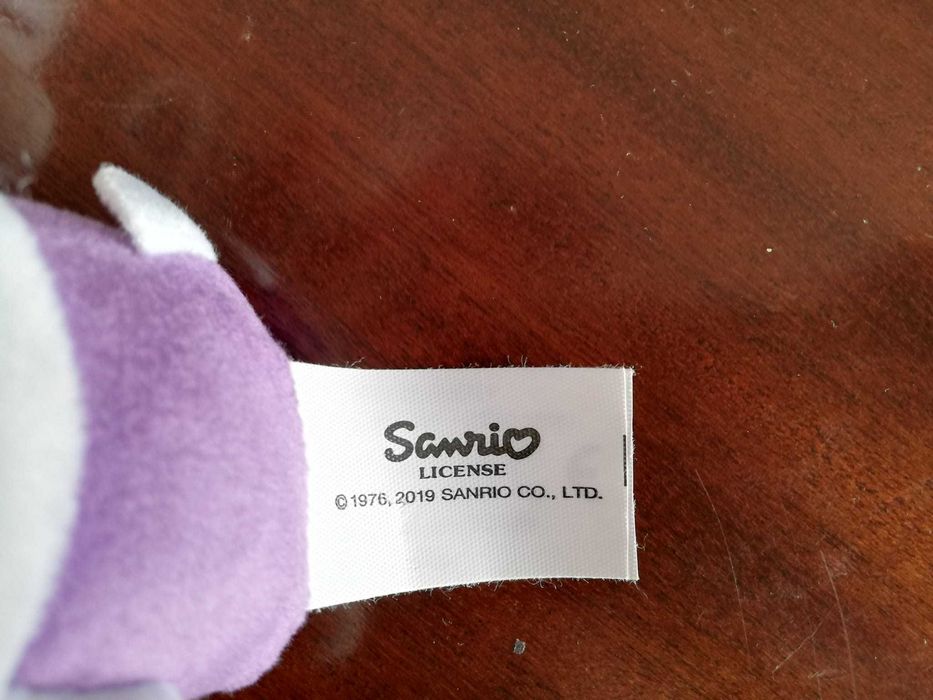 Sanrio
LICENSE
©1976, 2019 SANRIO CO., LTD.